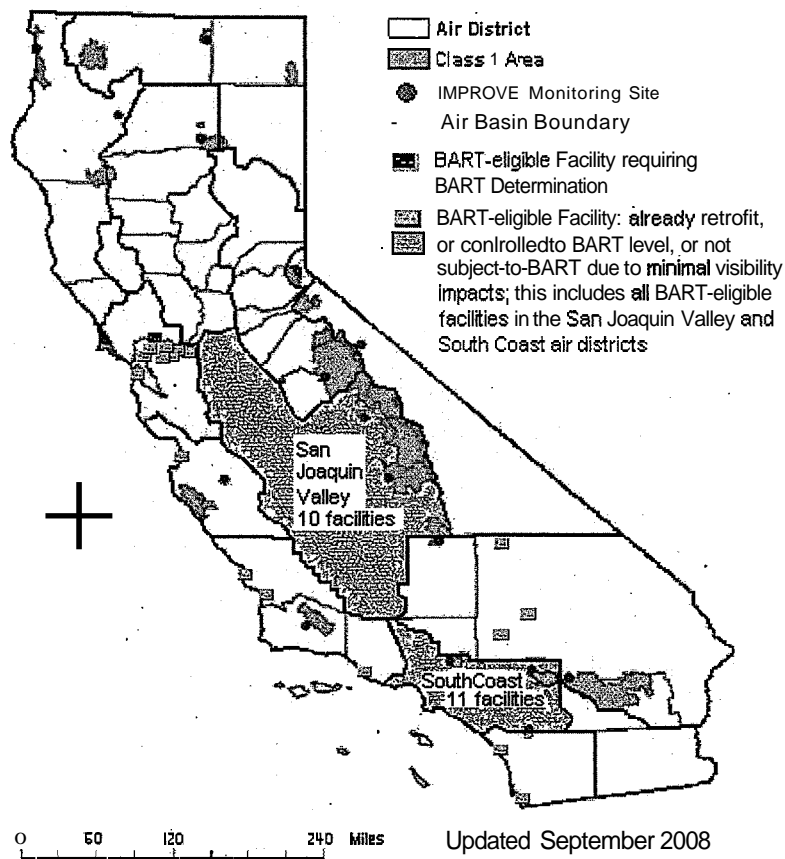 Air District
Class 1 Area
IMPROVE Monitoring Site
Air Basin Boundary
BART-eligible Facility requiring
BART Determination
BART-eligible Facility: already retrofit,
or conlrolledto BART level, or not
subject-to-BART due to minimal visibility
impacts; this includes all BART-eligible
facilities in the San Joaquin Valley and
South Coast air districts
San
Joaquin
Valley
10 facilities
SouthCoast
11 facilities
0 60 120 240 Miles
Updated September 2008